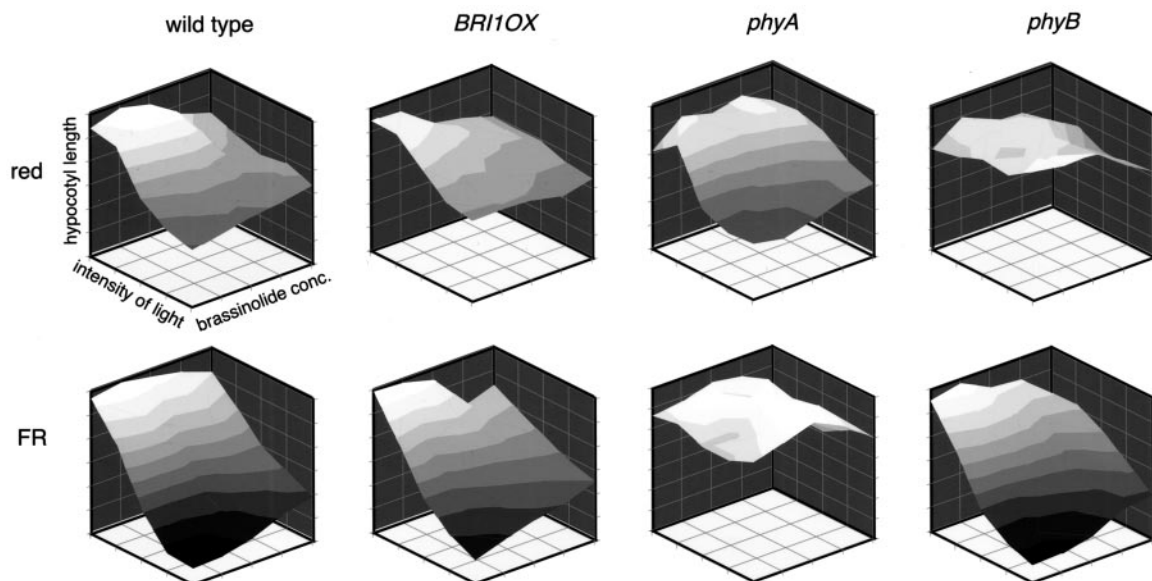 wild type BRI1OX phyA phyB
red
hypocotyl length
intensity of light
brassinolide conc.
FR